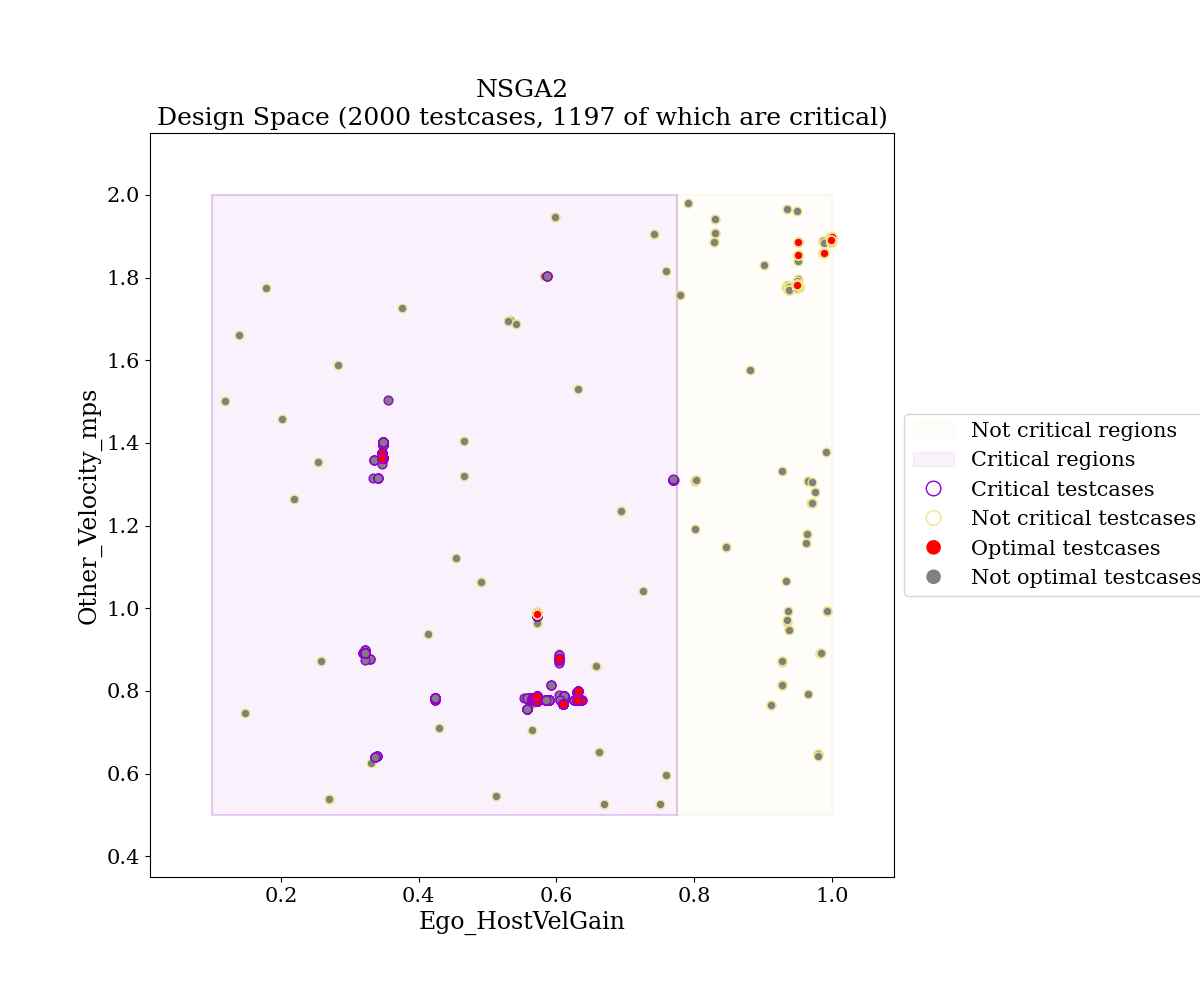 NSGA2
Design Space (2000 testcases, 1197 of which are critical)
2.0
1.8
1.6
1.4
1.2
1.0
0.8
0.6
0.4
Other_Velocity_mps
0.2
0.4
0.6
0.8
1.0
Ego_HostVelGain
Not critical regions
Critical regions
Critical testcases
Not critical testcases
Optimal testcases
Not optimal testcases